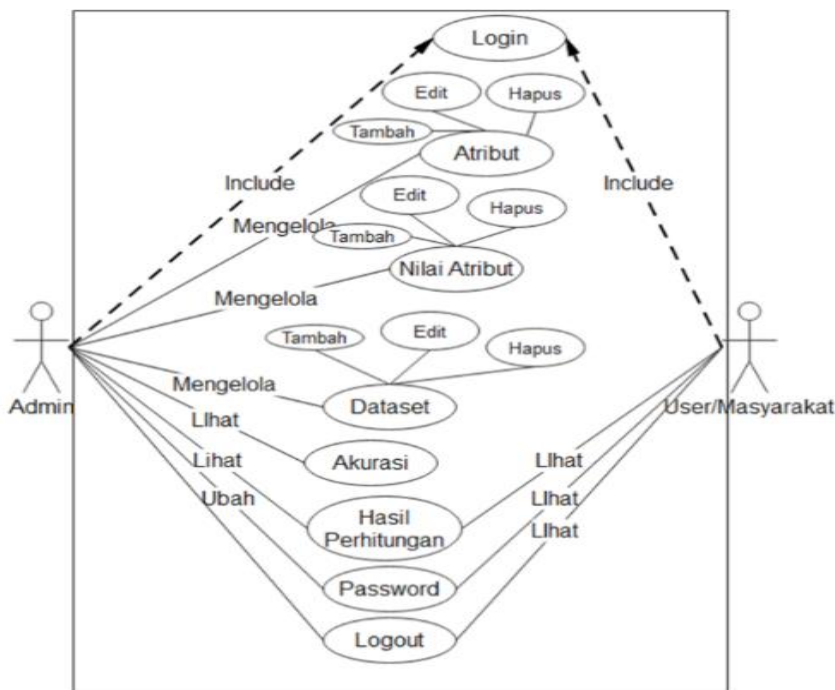 Login
Edit
Hapus
Tambah
Atribut
Include
Include
Edit
Hapus
Mengelola
Tambah
Nilai Atribut
Mengelola
Tambah
Edit
Hapus
Mengelola
Dataset
Admin
User/Masyarakat
LIhat
Akurasi
Lihat
LIhat
Ubah
Hasil
Perhitungan
LIhat
LIhat
Password
Logout